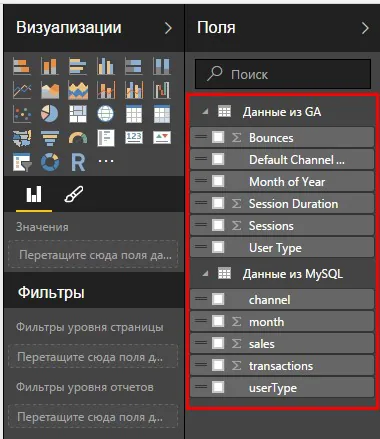 Визуализации
Значения
Перетащите сюда поля да...
Фильтры
Фильтры уровня страницы
Перетащите сюда поля д...
Фильтры уровня отчетов
Перетащите сюда поля д...
Поля
Поиск
Данные из GA
Bounces
Default Channel ...
Month of Year
Session Duration
Sessions
User Type
Данные из MySQL
channel
month
sales
transactions
userType
R
123